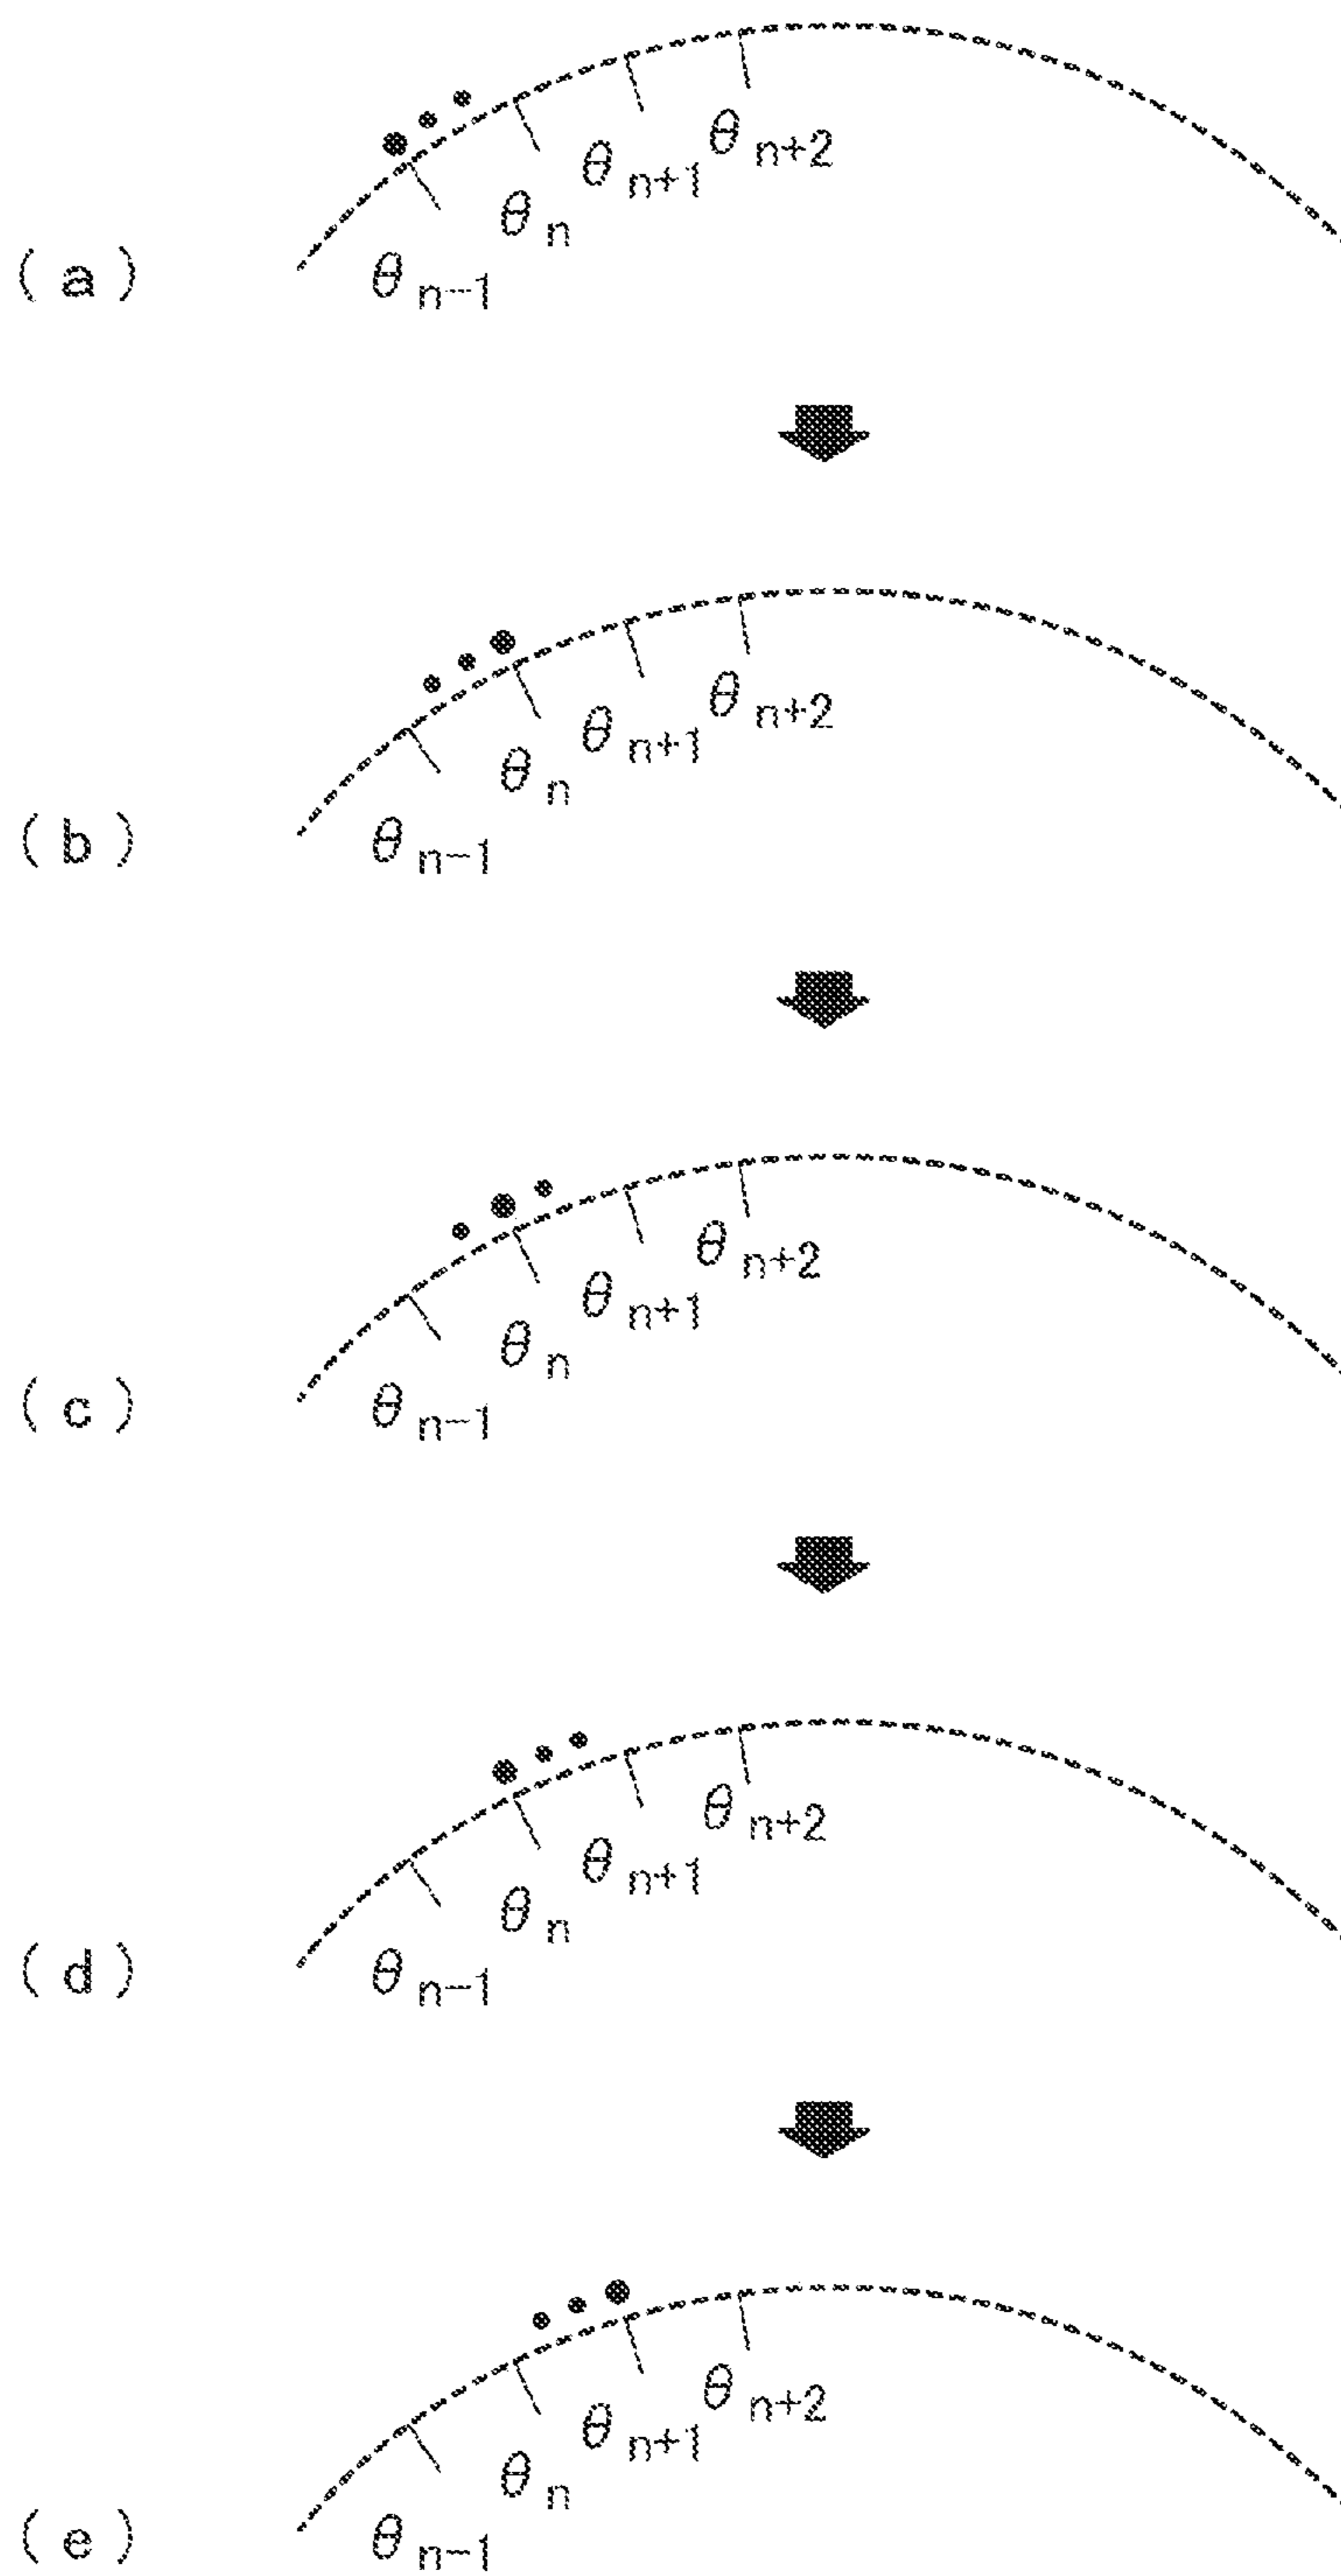 (a) θn-1 θn θn+1 θn+2
(b) θn-1 θn θn+1 θn+2
(c) θn-1 θn θn+1 θn+2
(d) θn-1 θn θn+1 θn+2
(e) θn-1 θn θn+1 θn+2